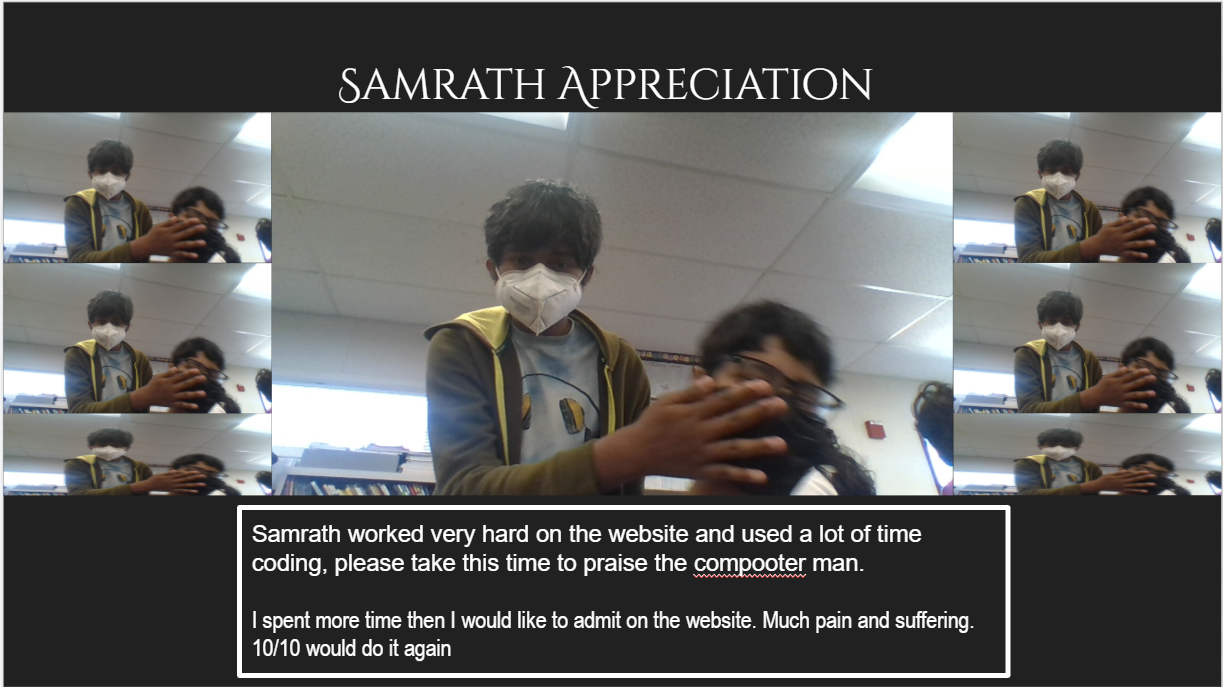 Samrath Appreciation
Samrath worked very hard on the website and used a lot of time
coding, please take this time to praise the compooter man.
I spent more time then I would like to admit on the website. Much pain and suffering.
10/10 would do it again